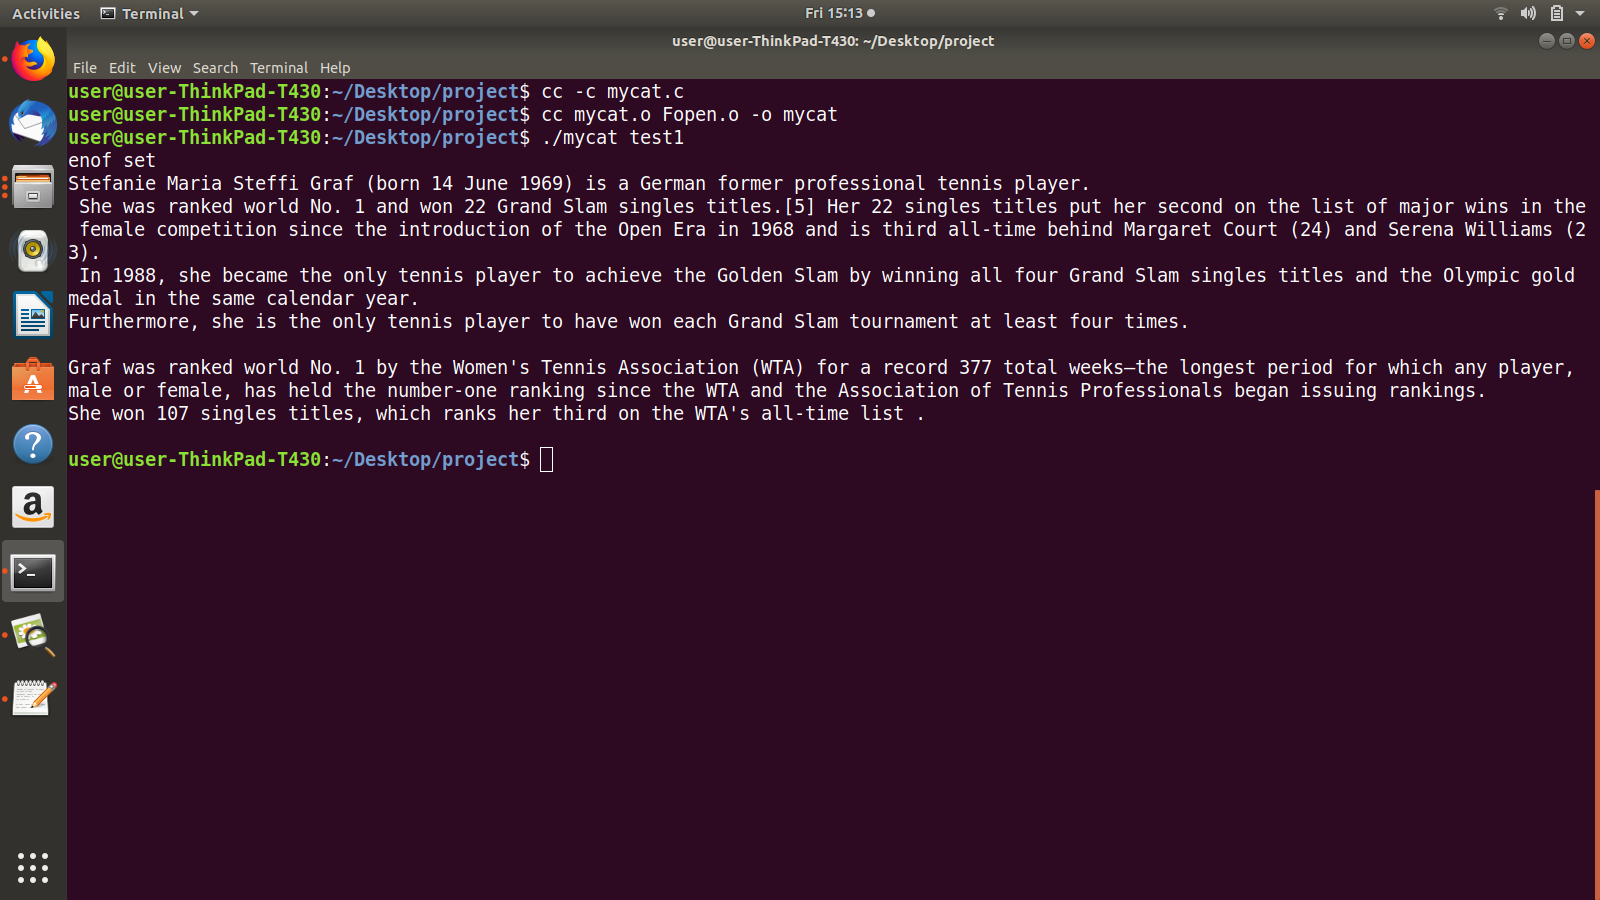 Activities Terminal Fri 15:13
user@user-ThinkPad-T430: ~/Desktop/project
File Edit View Search Terminal Help
user@user-ThinkPad-T430:~/Desktop/project$ cc -c mycat.c
user@user-ThinkPad-T430:~/Desktop/project$ cc mycat.o Fopen.o -o mycat
user@user-ThinkPad-T430:~/Desktop/project$ ./mycat test1
enof set
Stefanie Maria Steffi Graf (born 14 June 1969) is a German former professional tennis player.
 She was ranked world No. 1 and won 22 Grand Slam singles titles.[5] Her 22 singles titles put her second on the list of major wins in the
 female competition since the introduction of the Open Era in 1968 and is third all-time behind Margaret Court (24) and Serena Williams (2
3).
 In 1988, she became the only tennis player to achieve the Golden Slam by winning all four Grand Slam singles titles and the Olympic gold
medal in the same calendar year.
Furthermore, she is the only tennis player to have won each Grand Slam tournament at least four times.

Graf was ranked world No. 1 by the Women's Tennis Association (WTA) for a record 377 total weeks—the longest period for which any player,
male or female, has held the number-one ranking since the WTA and the Association of Tennis Professionals began issuing rankings.
She won 107 singles titles, which ranks her third on the WTA's all-time list .

user@user-ThinkPad-T430:~/Desktop/project$